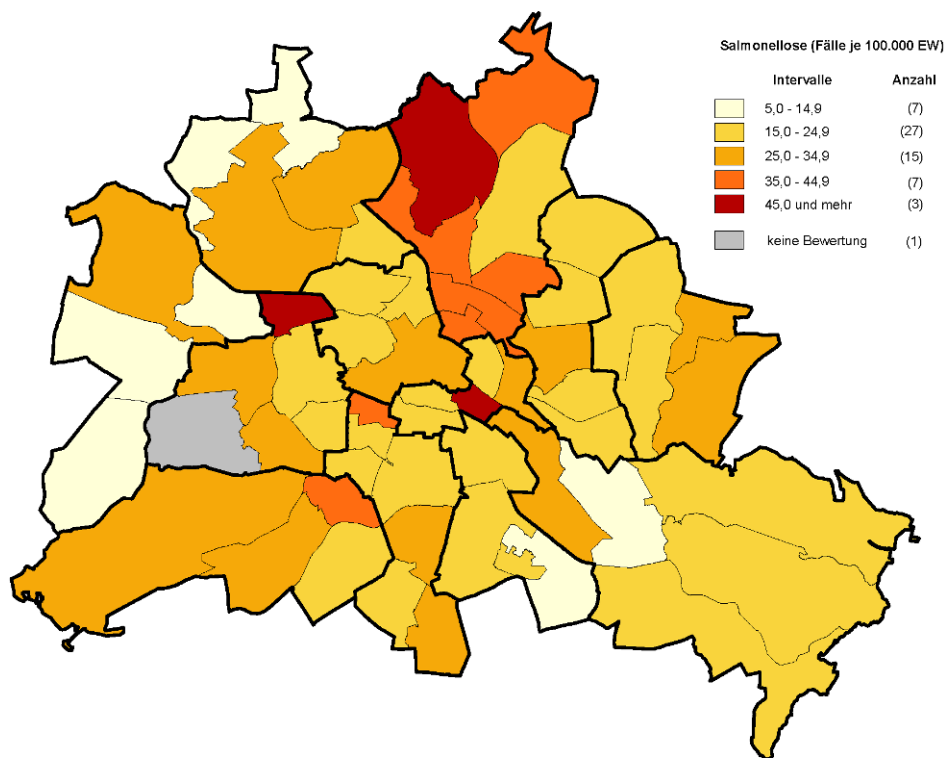 Salmonellose (Fälle je 100.000 EW)
Intervalle Anzahl
5,0 - 14,9 (7)
15,0 - 24,9 (27)
25,0 - 34,9 (15)
35,0 - 44,9 (7)
45,0 und mehr (3)
keine Bewertung (1)